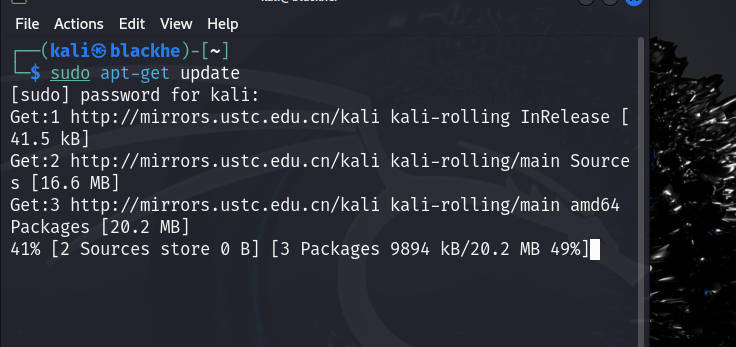 File Actions Edit View Help
┌──(kali㉿blackhe)-[~]
└─$ sudo apt-get update
[sudo] password for kali:
Get:1 http://mirrors.ustc.edu.cn/kali kali-rolling InRelease [
41.5 kB]
Get:2 http://mirrors.ustc.edu.cn/kali kali-rolling/main Source
s [16.6 MB]
Get:3 http://mirrors.ustc.edu.cn/kali kali-rolling/main amd64
Packages [20.2 MB]
41% [2 Sources store 0 B] [3 Packages 9894 kB/20.2 MB 49%]